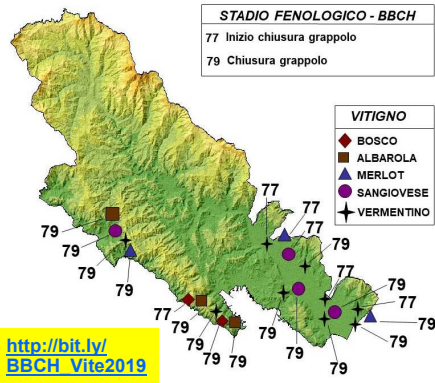 STADIO FENOLOGICO - BBCH
77 Inizio chiusura grappolo
79 Chiusura grappolo
VITIGNO
BOSCO
ALBAROLA
MERLOT
SANGIOVESE
VERMENTINO
77
77
77
79
79
79
79
79
77
79
77
77
79
79
79
79
79
79
79
79
http://bit.ly/
BBCH_Vite2019